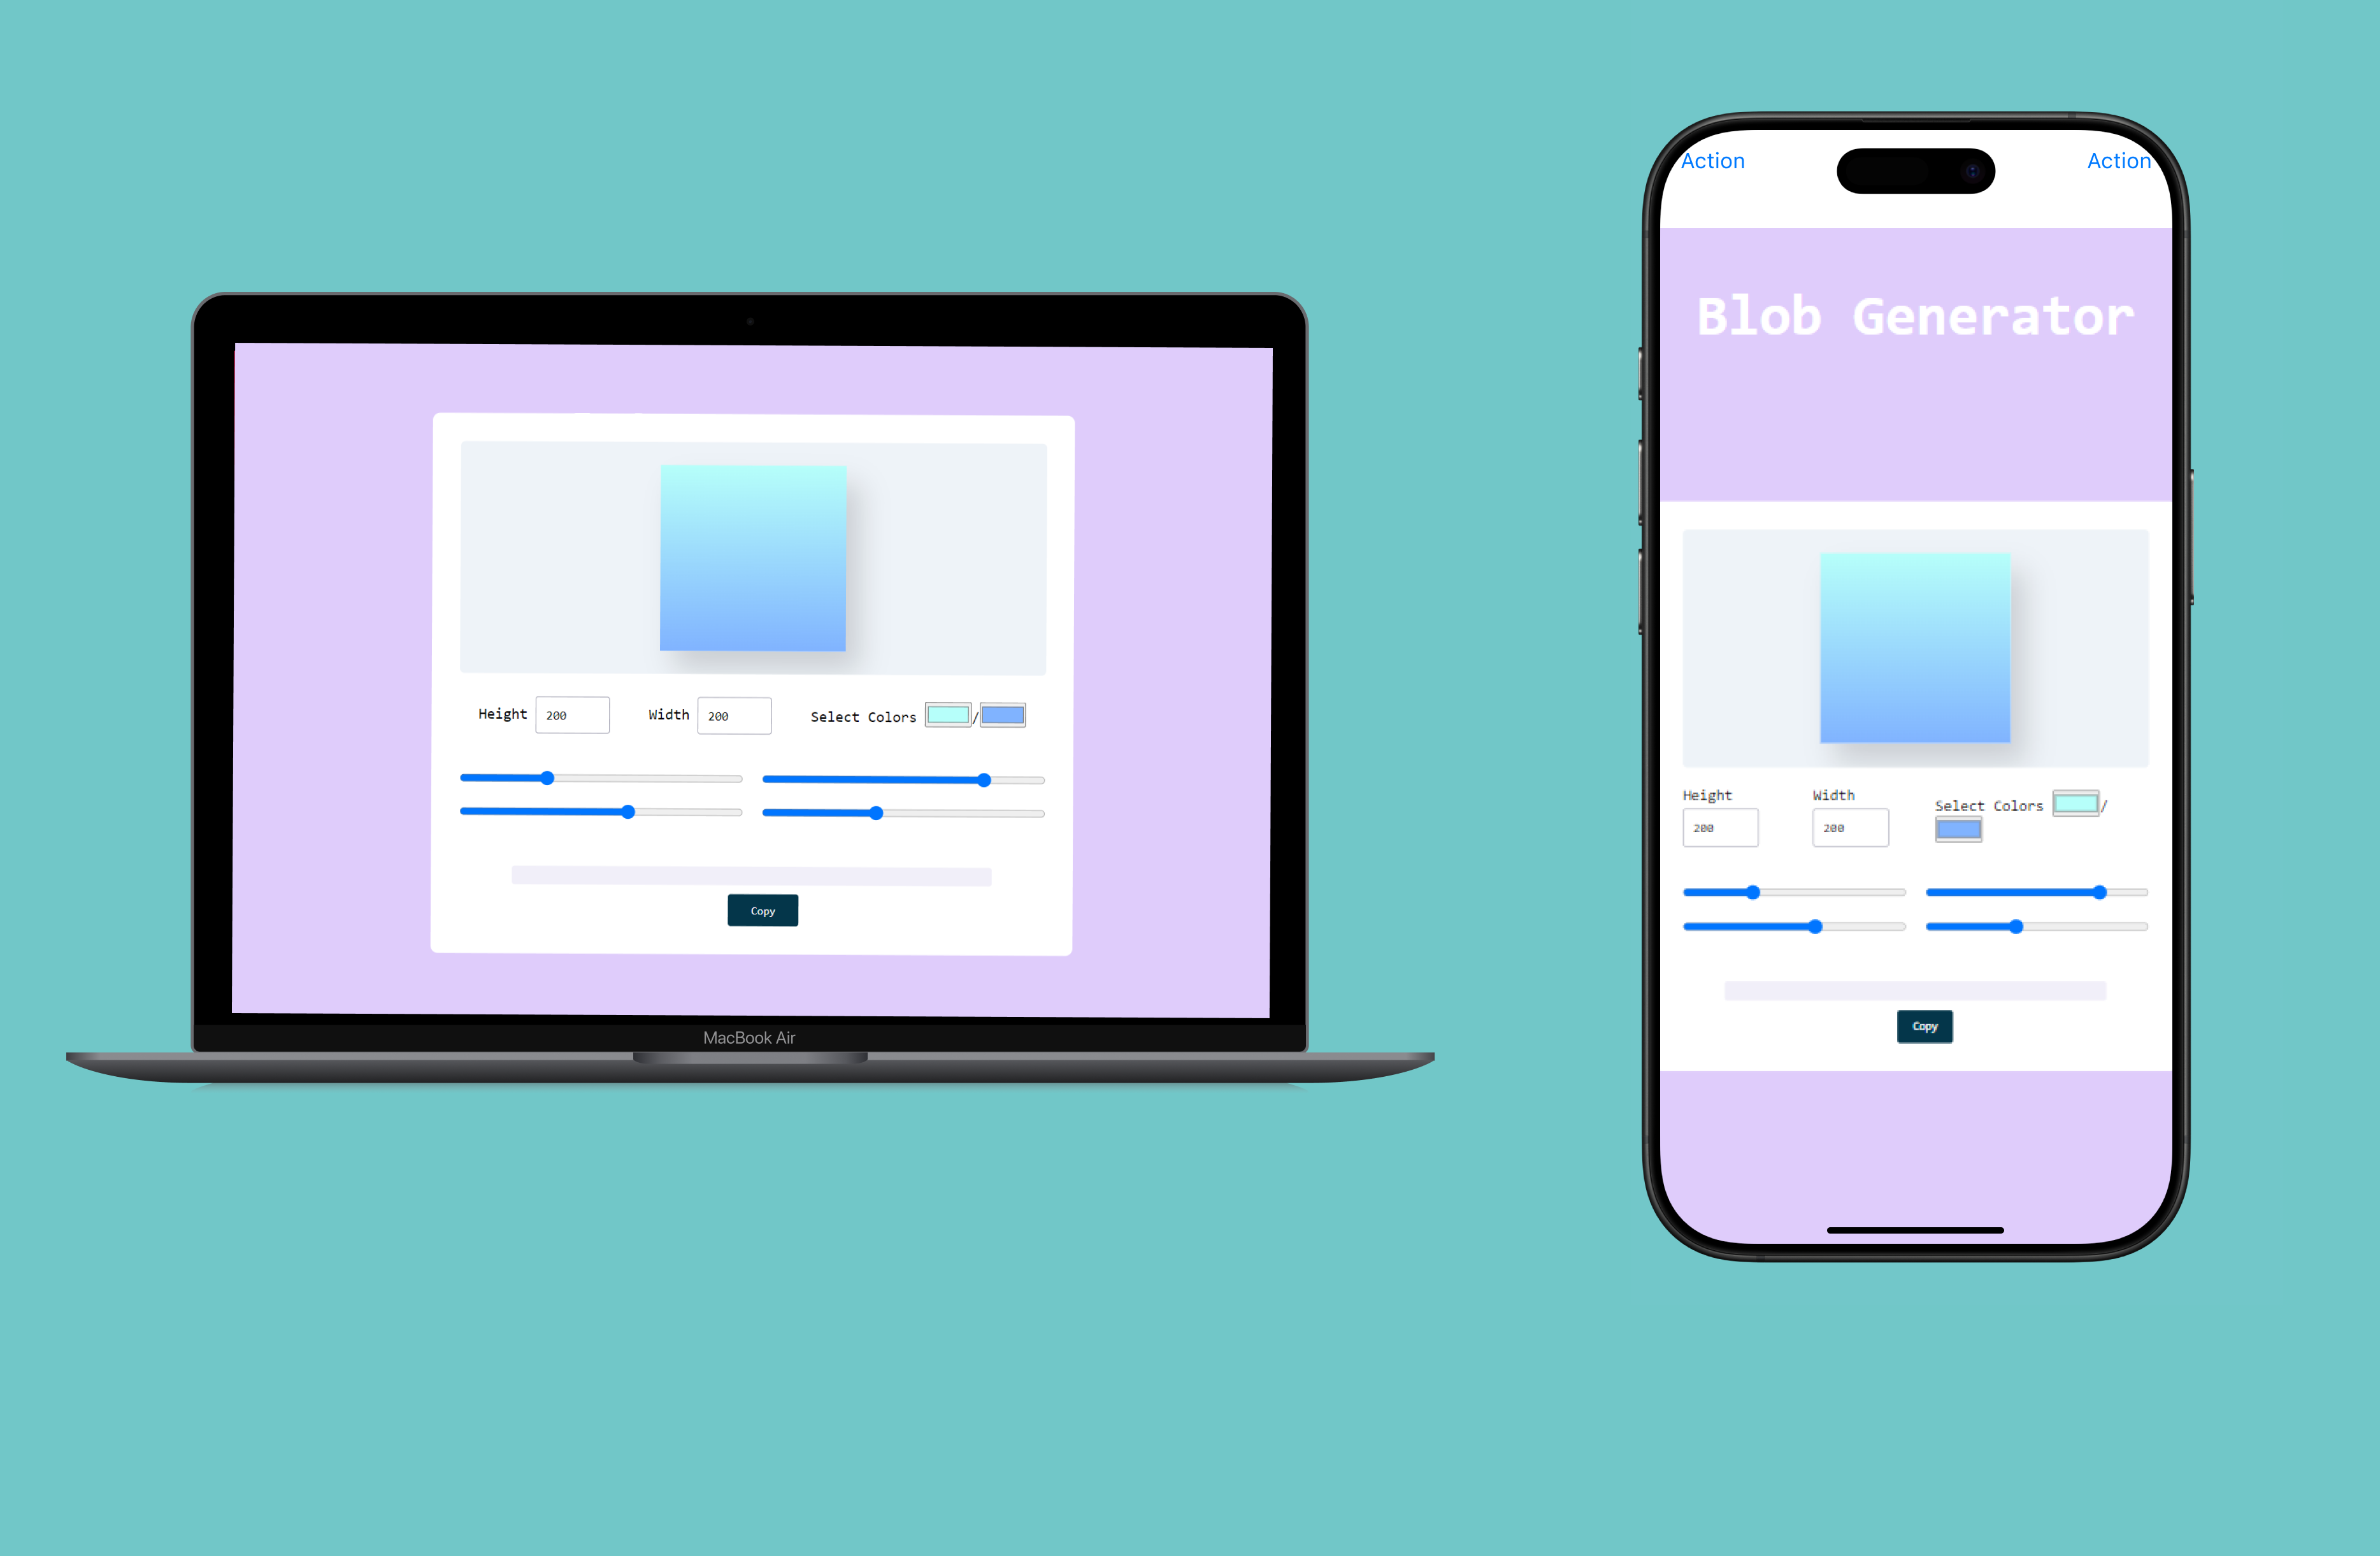 Height 200 Width 200 Select Colors /
Copy
MacBook Air
Action Action
Blob Generator
Height Width
Select Colors /
200 200
Copy